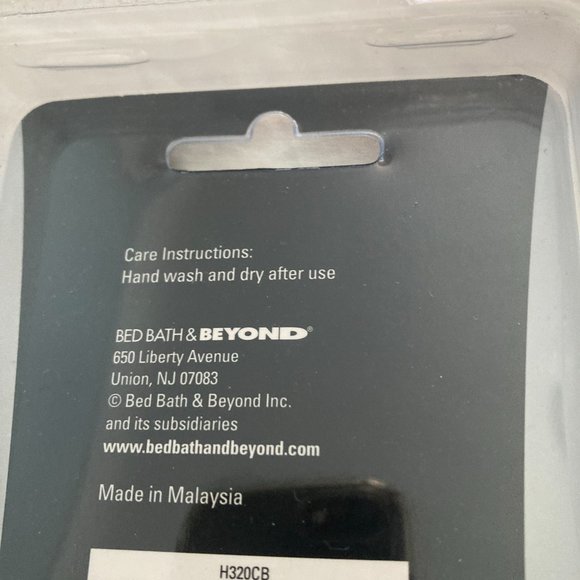 Care Instructions:
Hand wash and dry after use
BED BATH & BEYOND®
650 Liberty Avenue
Union, NJ 07083
© Bed Bath & Beyond Inc.
and its subsidiaries
www.bedbathandbeyond.com
Made in Malaysia
H320CB